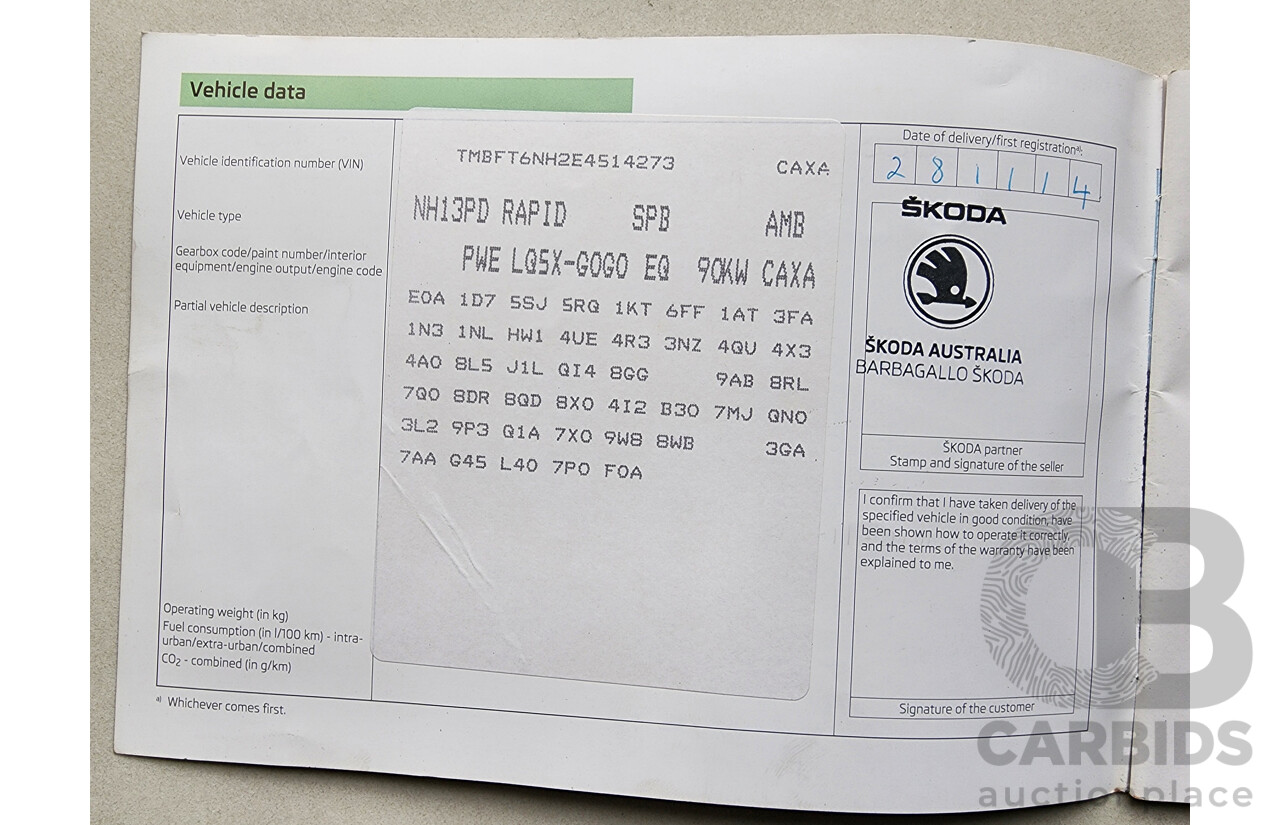 Vehicle data
Vehicle identification number (VIN)
TMBFT6NH2E4514273 CAXA
Vehicle type
NH13PD RAPID SPB AMB
Gearbox code/paint number/interior
equipment/engine output/engine code
PWE LQ5X-GOGO EQ 90KW CAXA
Partial vehicle description
E0A 1D7 5SJ 5RQ 1KT 6FF 1AT 3FA
1N3 1NL HW1 4UE 4R3 3NZ 4QU 4X3
4A0 8L5 J1L QI4 8GG 9AB 8RL
7Q0 8DR 8QD 8X0 4I2 B30 7MJ QN0
3L2 9P3 Q1A 7X0 9W8 8WB 3GA
7AA G45 L40 7P0 F0A
Operating weight (in kg)
Fuel consumption (in l/100 km) - intra-
urban/extra-urban/combined
CO2 - combined (in g/km)
a) Whichever comes first.
Date of delivery/first registration a):
2 8 1 1 1 4
ŠKODA
ŠKODA AUSTRALIA
BARBAGALLO ŠKODA
ŠKODA partner
Stamp and signature of the seller
I confirm that I have taken delivery of the
specified vehicle in good condition, have
been shown how to operate it correctly,
and the terms of the warranty have been
explained to me.
Signature of the customer
CB
CARBIDS
auctionplace